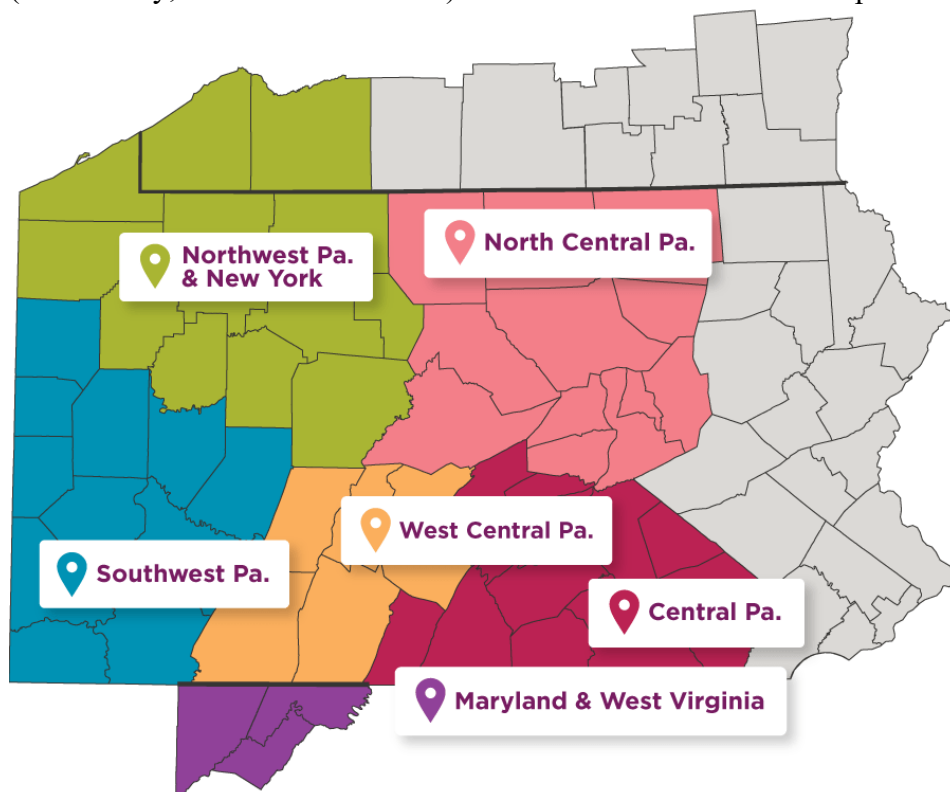 Northwest Pa.
& New York
North Central Pa.
West Central Pa.
Southwest Pa.
Central Pa.
Maryland & West Virginia